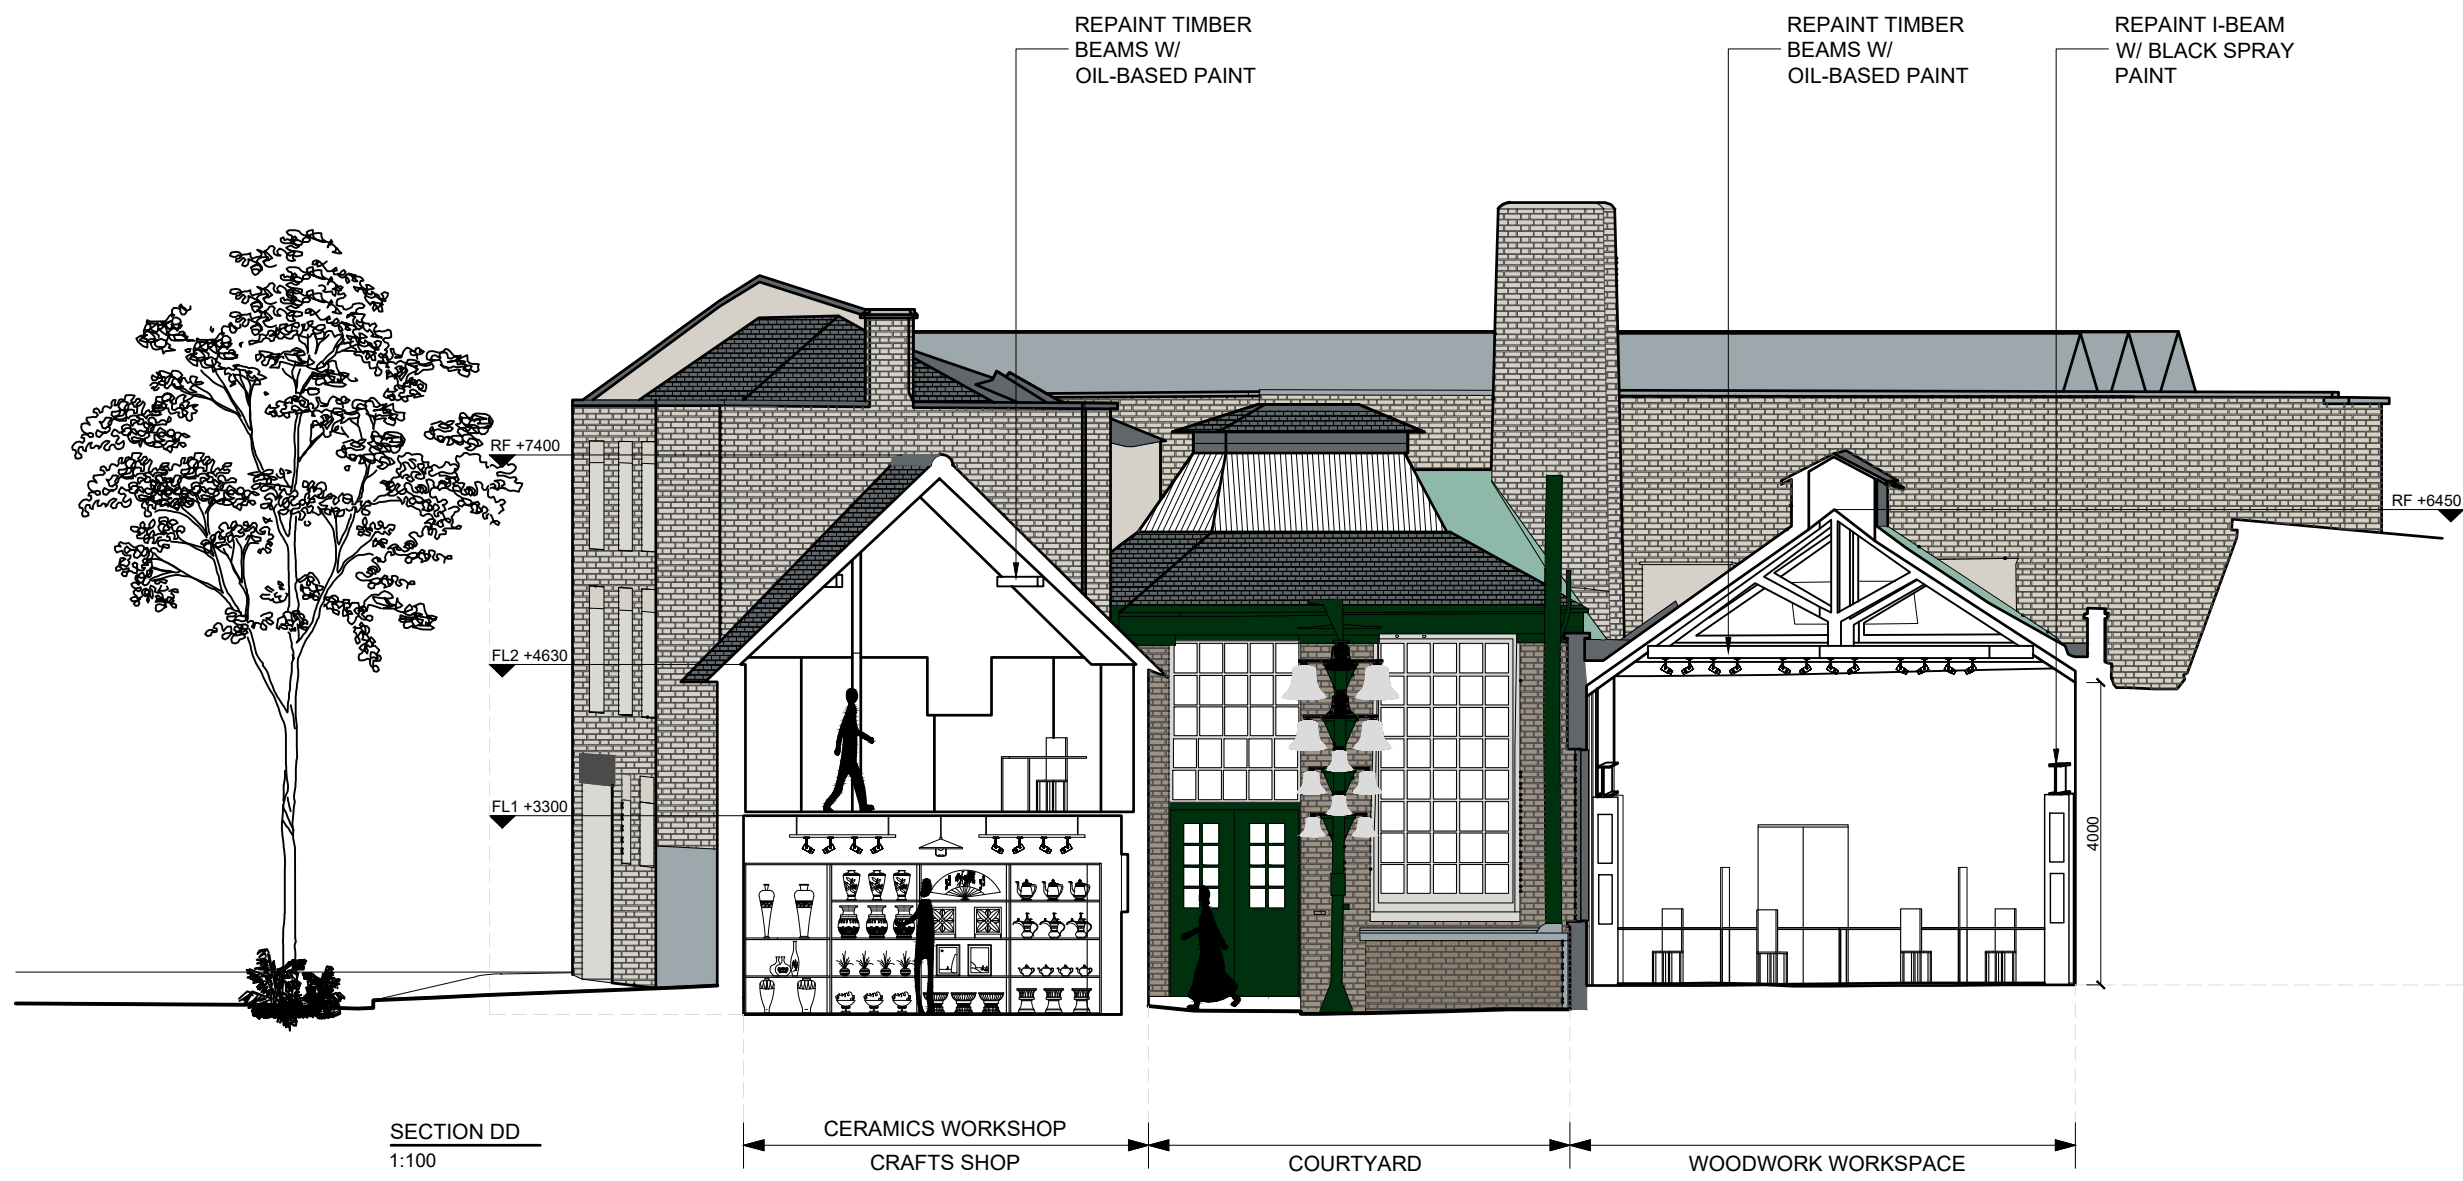 REPAINT TIMBER
BEAMS W/
OIL-BASED PAINT
REPAINT TIMBER
BEAMS W/
OIL-BASED PAINT
REPAINT I-BEAM
W/ BLACK SPRAY
PAINT
RF +7400
RF +6450
FL2 +4630
FL1 +3300
4000
SECTION DD
1:100
CERAMICS WORKSHOP
CRAFTS SHOP
COURTYARD
WOODWORK WORKSPACE